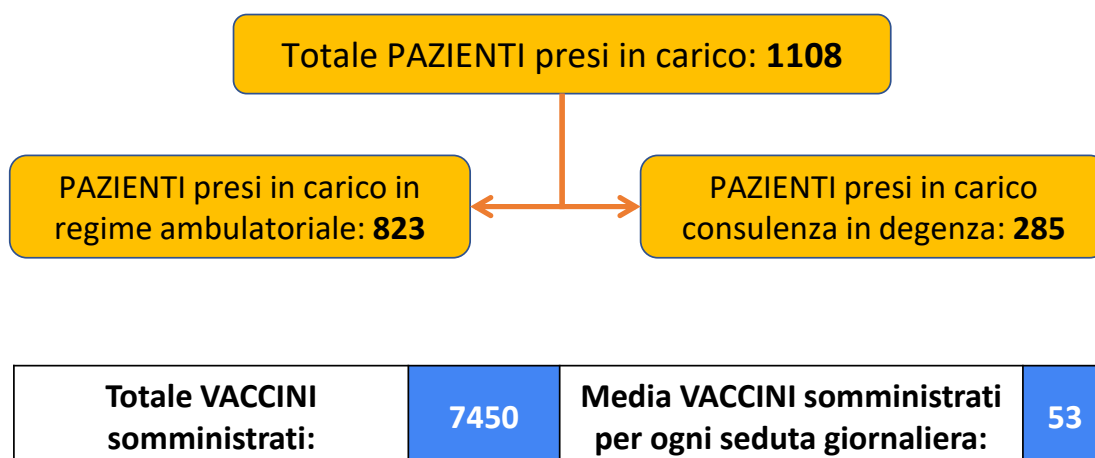 Totale PAZIENTI presi in carico: 1108
PAZIENTI presi in carico in
regime ambulatoriale: 823
PAZIENTI presi in carico
consulenza in degenza: 285
Totale VACCINI
somministrati:
7450
Media VACCINI somministrati
per ogni seduta giornaliera:
53